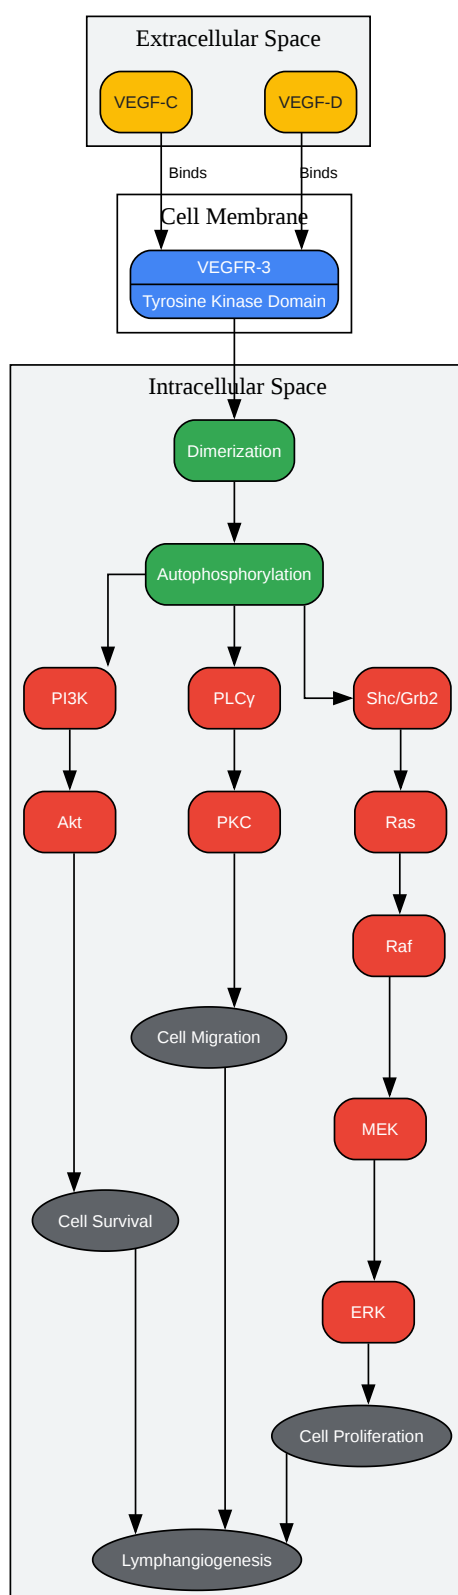 Extracellular Space
VEGF-C
VEGF-D
Binds
Binds
Cell Membrane
VEGFR-3
Tyrosine Kinase Domain
Intracellular Space
Dimerization
Autophosphorylation
PI3K
PLCγ
Shc/Grb2
Akt
PKC
Ras
Raf
Cell Migration
MEK
Cell Survival
ERK
Cell Proliferation
Lymphangiogenesis